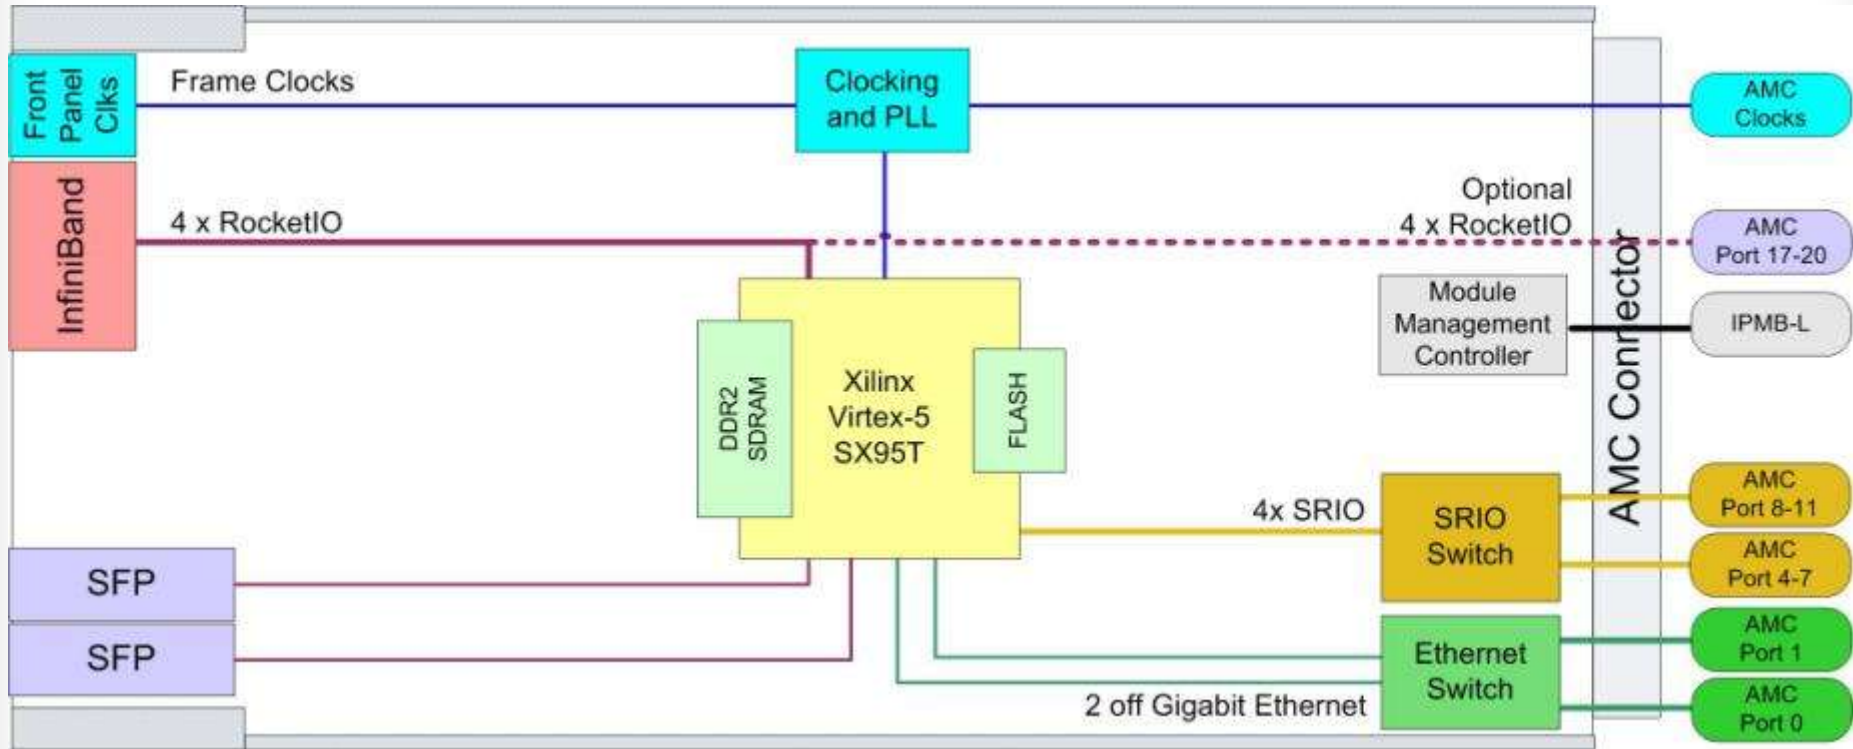 Front
Panel
Clks
Frame Clocks
Clocking
and PLL
AMC
Clocks
InfiniBand
4 x RocketIO
Optional
4 x RocketIO
AMC
Port 17-20
Module
Management
Controller
IPMB-L
AMC Connector
DDR2
SDRAM
Xilinx
Virtex-5
SX95T
FLASH
4x SRIO
SRIO
Switch
AMC
Port 8-11
AMC
Port 4-7
SFP
SFP
Ethernet
Switch
2 off Gigabit Ethernet
AMC
Port 1
AMC
Port 0